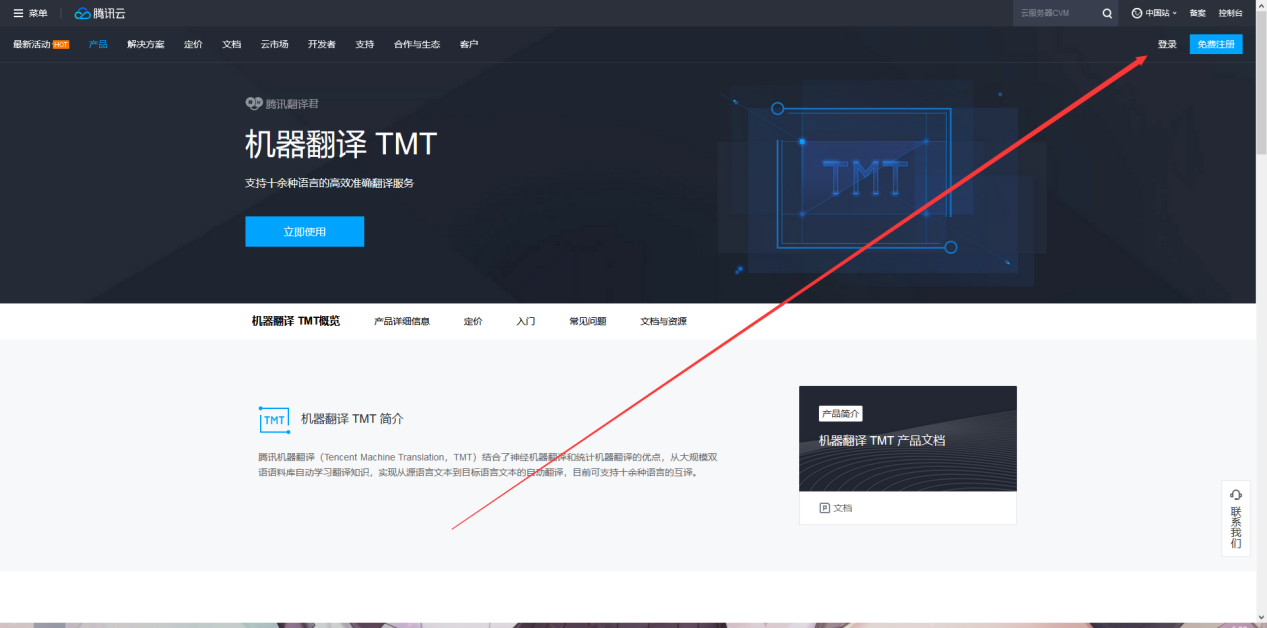 菜单
腾讯云
云服务器CVM
中国站
备案
控制台
最新活动 HOT
产品
解决方案
定价
文档
云市场
开发者
支持
合作与生态
客户
登录
免费注册
腾讯翻译君
机器翻译 TMT
支持十余种语言的高效准确翻译服务
立即使用
TMT
机器翻译 TMT概览
产品详细信息
定价
入门
常见问题
文档与资源
TMT
机器翻译 TMT 简介
腾讯机器翻译（Tencent Machine Translation，TMT）结合了神经机器翻译和统计机器翻译的优点，从大规模双
语语料库自动学习翻译知识，实现从源语言文本到目标语言文本的自动翻译，目前可支持十余种语言的互译。
产品简介
机器翻译 TMT 产品文档
文档
联系我们